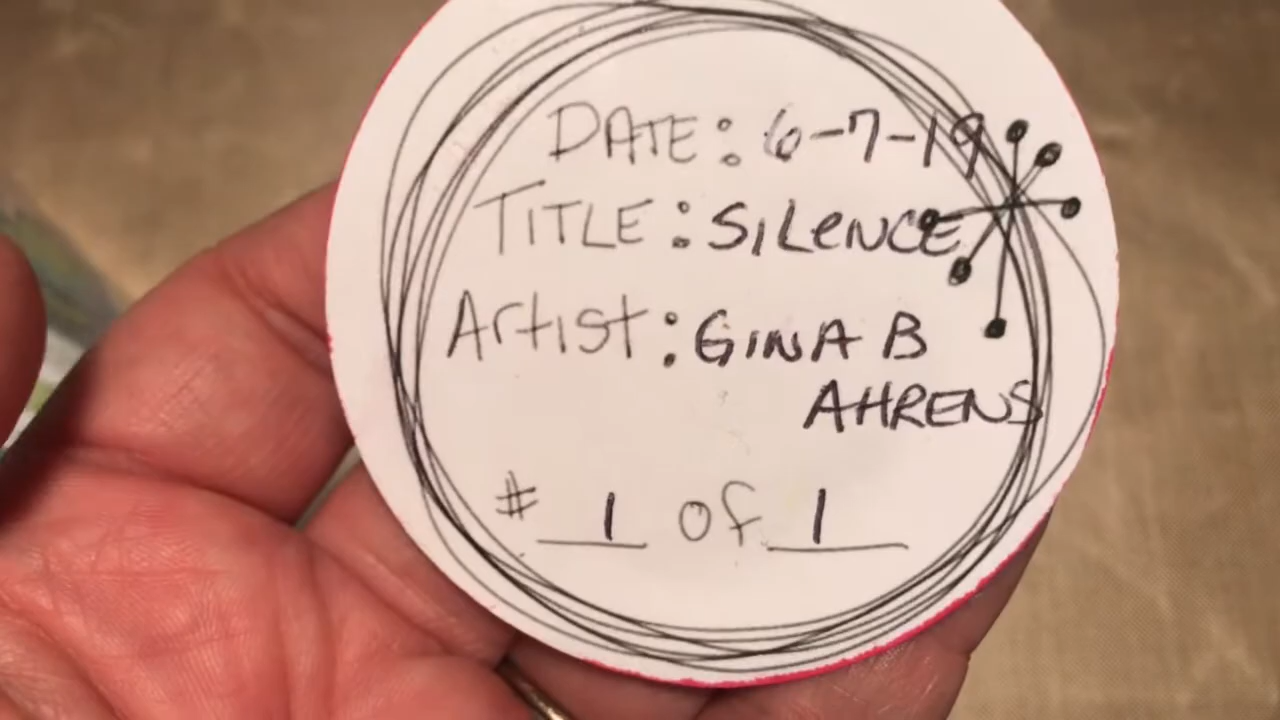 DATE: 6-7-19
TITLE: SILENCE
Artist: GINA B
AHRENS
# 1 of 1